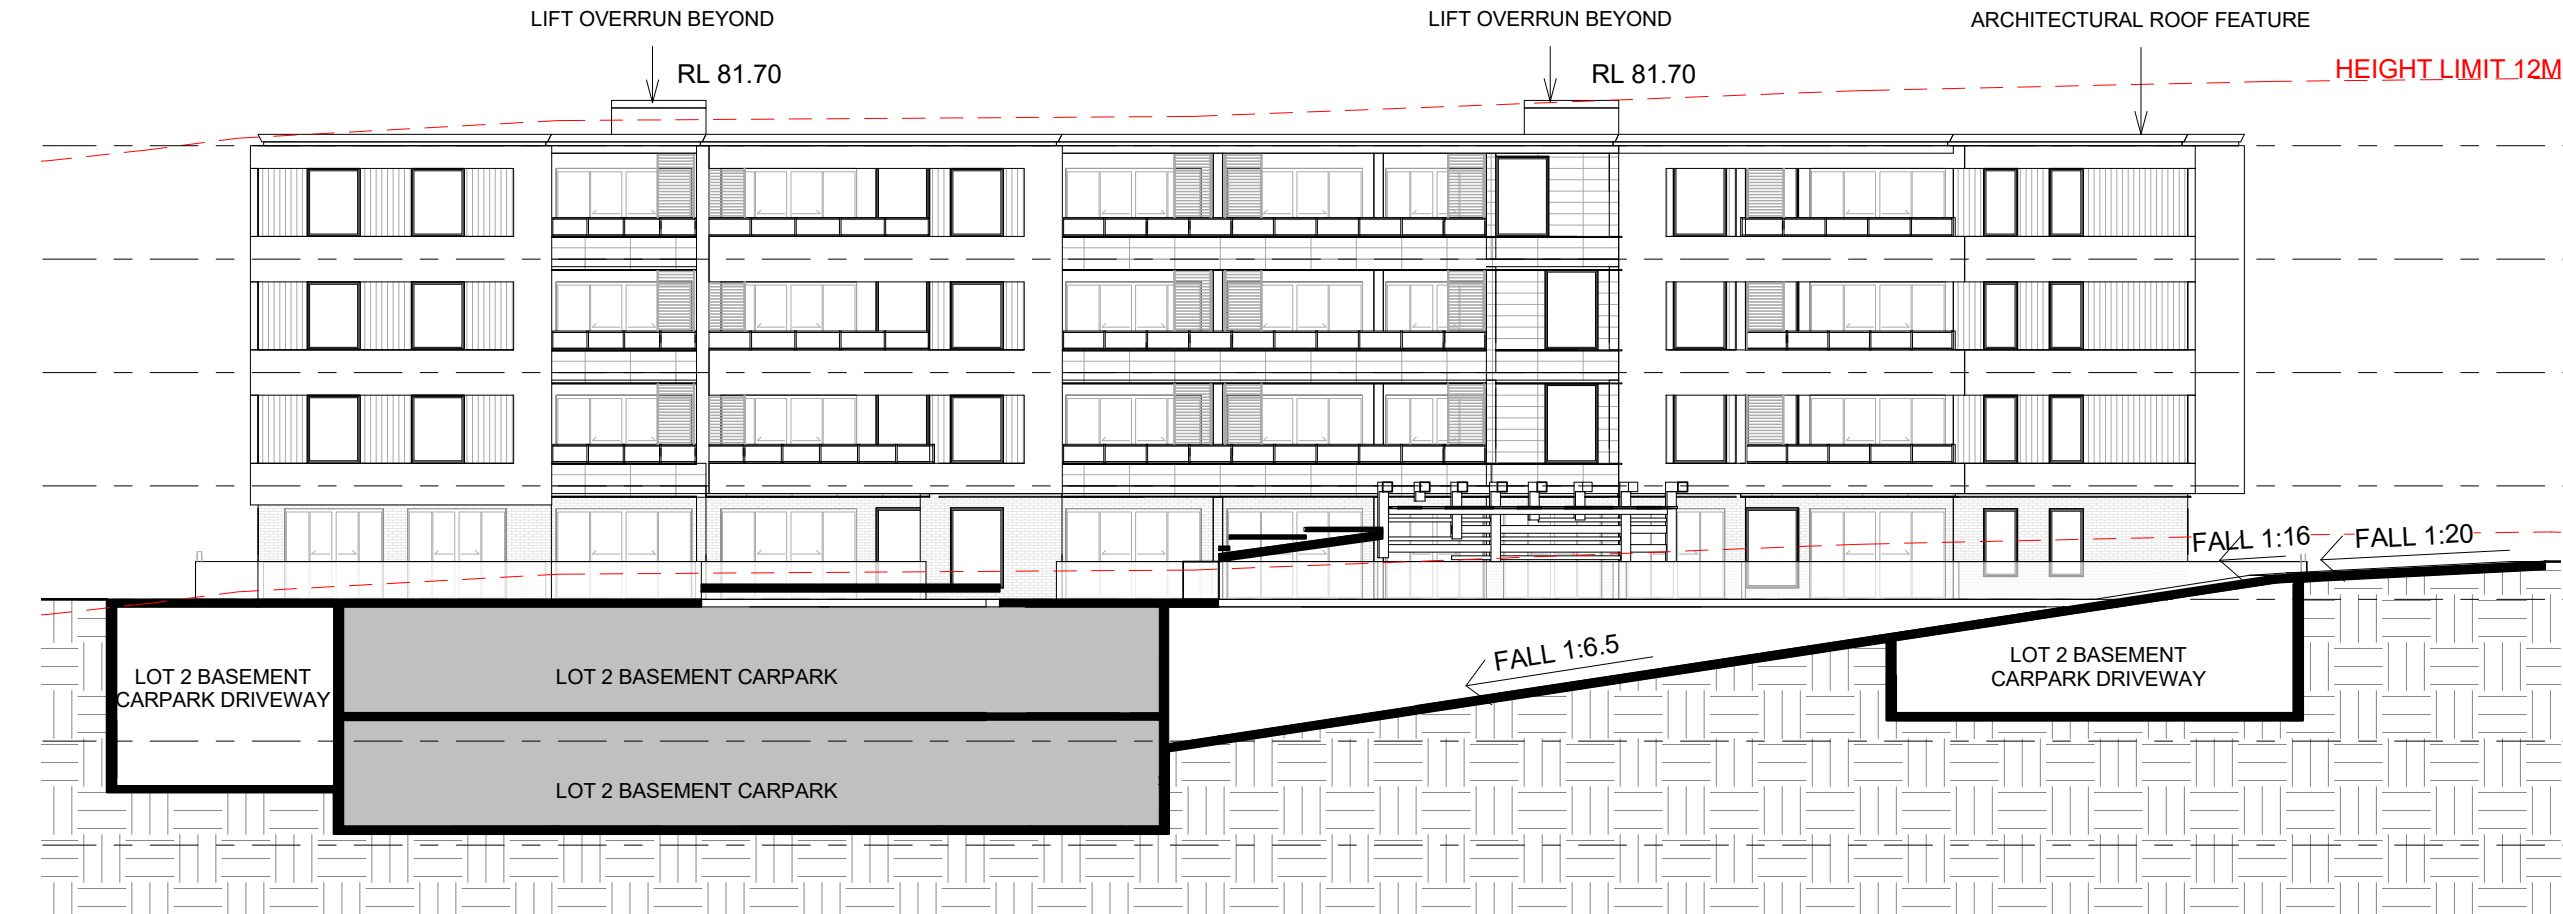 LIFT OVERRUN BEYOND
LIFT OVERRUN BEYOND
ARCHITECTURAL ROOF FEATURE
RL 81.70
RL 81.70
HEIGHT LIMIT 12M
FALL 1:16
FALL 1:20
FALL 1:6.5
LOT 2 BASEMENT
CARPARK DRIVEWAY
LOT 2 BASEMENT CARPARK
LOT 2 BASEMENT
CARPARK DRIVEWAY
LOT 2 BASEMENT CARPARK